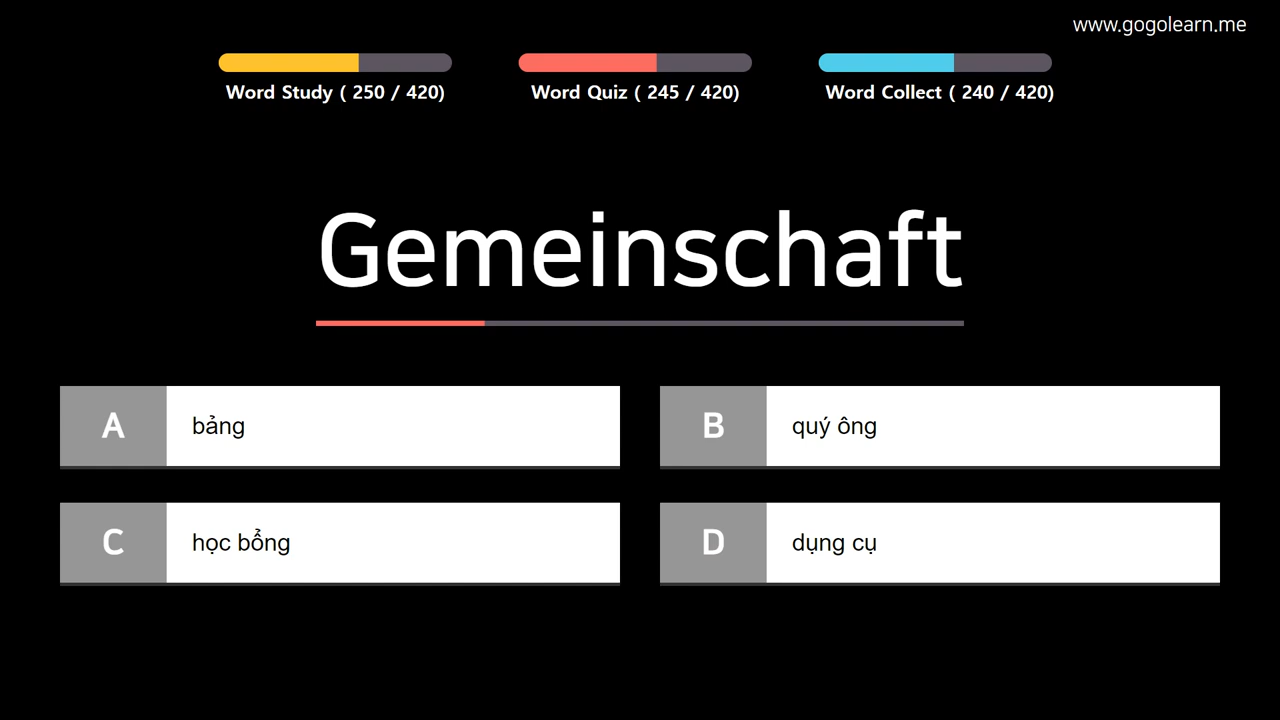 www.gogolearn.me
Word Study ( 250 / 420)
Word Quiz ( 245 / 420)
Word Collect ( 240 / 420)
Gemeinschaft
A
bảng
B
quý ông
C
học bổng
D
dụng cụ